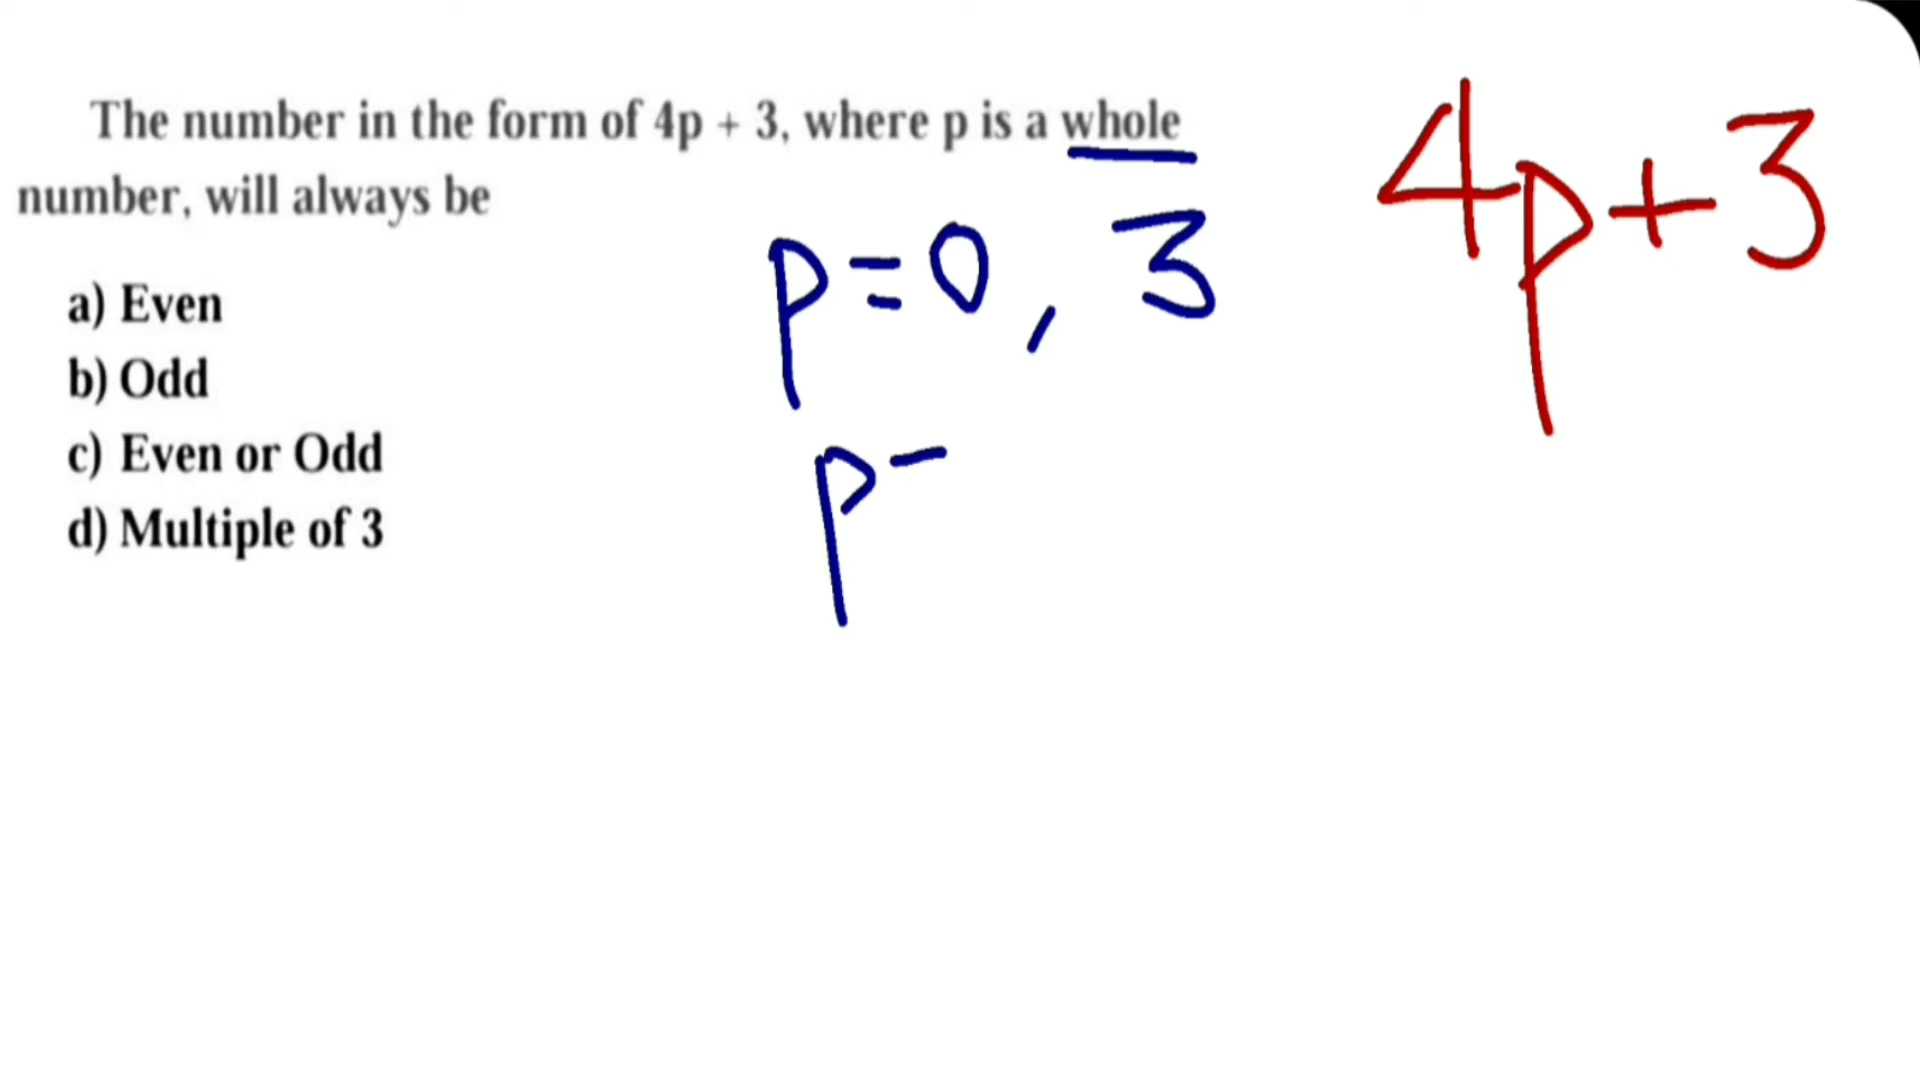 The number in the form of 4p + 3, where p is a whole
number, will always be
a) Even
b) Odd
c) Even or Odd
d) Multiple of 3
4p+3
p=0, 3
p-